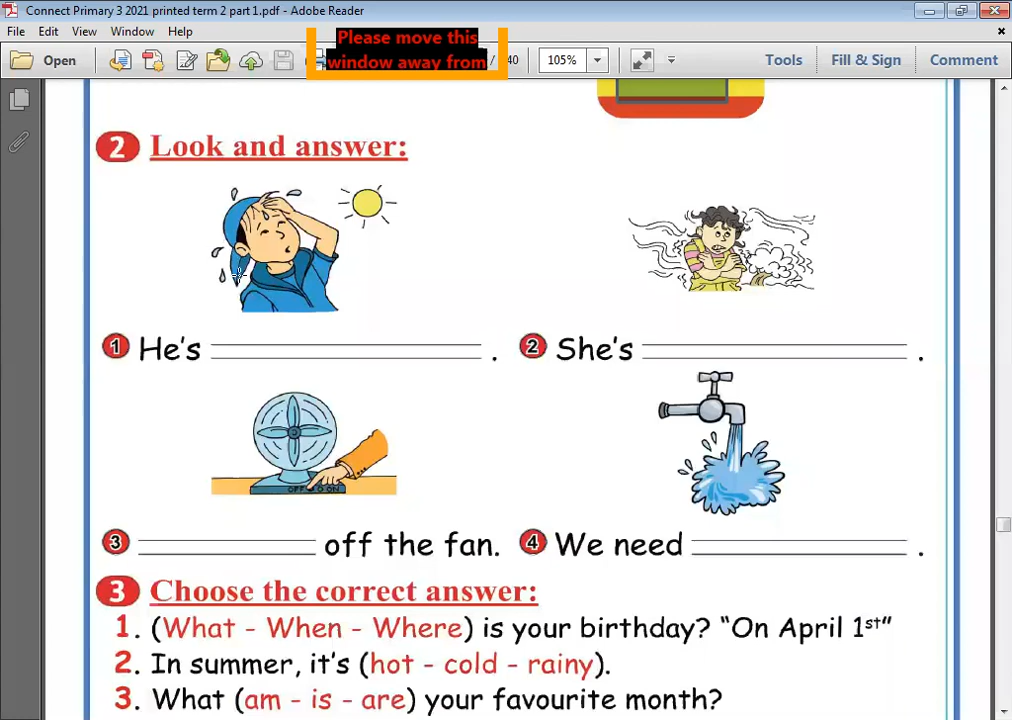 Connect Primary 3 2021 printed term 2 part 1.pdf - Adobe Reader
File Edit View Window Help
Please move this
window away from
Open / 40 105% Tools Fill & Sign Comment
2 Look and answer:
1 He's .
2 She's .
OFF ON
3 off the fan.
4 We need .
3 Choose the correct answer:
1. (What - When - Where) is your birthday? “On April 1st”
2. In summer, it's (hot - cold - rainy).
3. What (am - is - are) your favourite month?